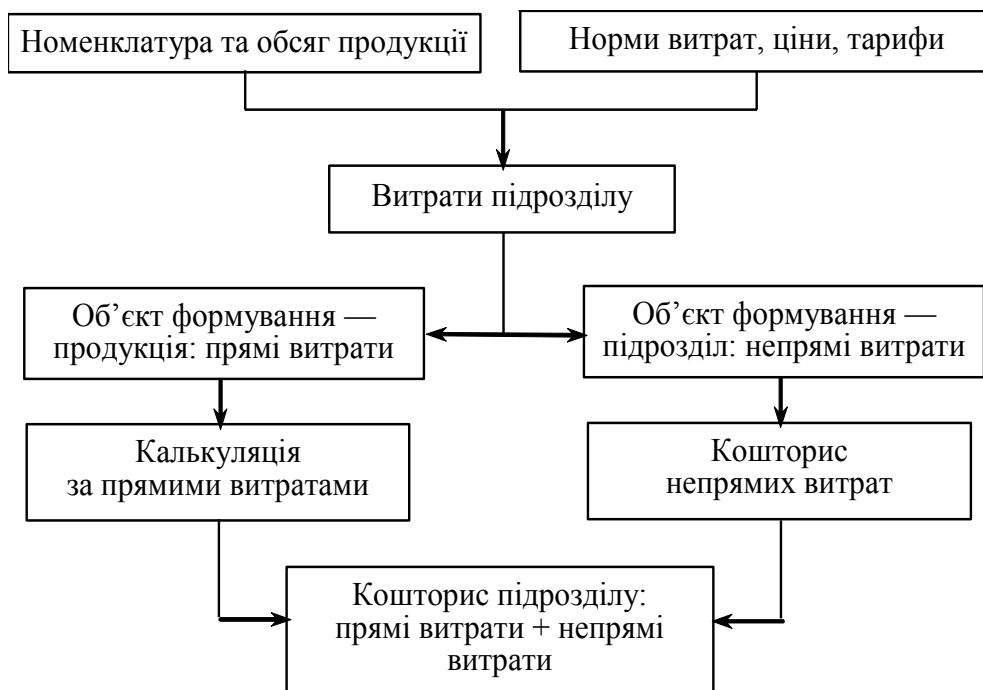 Номенклатура та обсяг продукції
Норми витрат, ціни, тарифи
Витрати підрозділу
Об’єкт формування —
продукція: прямі витрати
Об’єкт формування —
підрозділ: непрямі витрати
Калькуляція
за прямими витратами
Кошторис
непрямих витрат
Кошторис підрозділу:
прямі витрати + непрямі
витрати